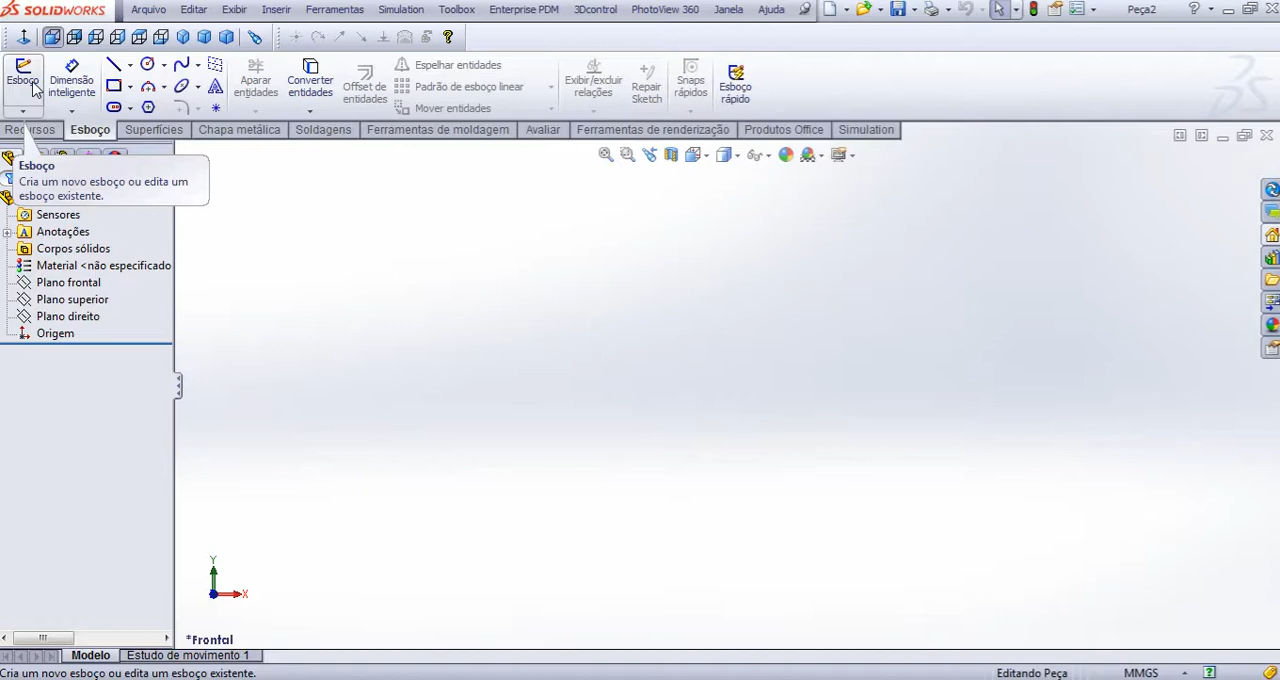 SOLIDWORKS Arquivo Editar Exibir Inserir Ferramentas Simulation Toolbox Enterprise PDM 3Dcontrol PhotoView 360 Janela Ajuda Peça2
Esboço
Dimensão
inteligente
Aparar
entidades
Converter
entidades
Offset de
entidades
Espelhar entidades
Padrão de esboço linear
Mover entidades
Exibir/excluir
relações
Repair
Sketch
Snaps
rápidos
Esboço
rápido
Recursos Esboço Superfícies Chapa metálica Soldagens Ferramentas de moldagem Avaliar Ferramentas de renderização Produtos Office Simulation
Esboço
Cria um novo esboço ou edita um
esboço existente.
Sensores
Anotações
Corpos sólidos
Material <não especificado
Plano frontal
Plano superior
Plano direito
Origem
Y
X
*Frontal
Modelo Estudo de movimento 1
Cria um novo esboço ou edita um esboço existente. Editando Peça MMGS